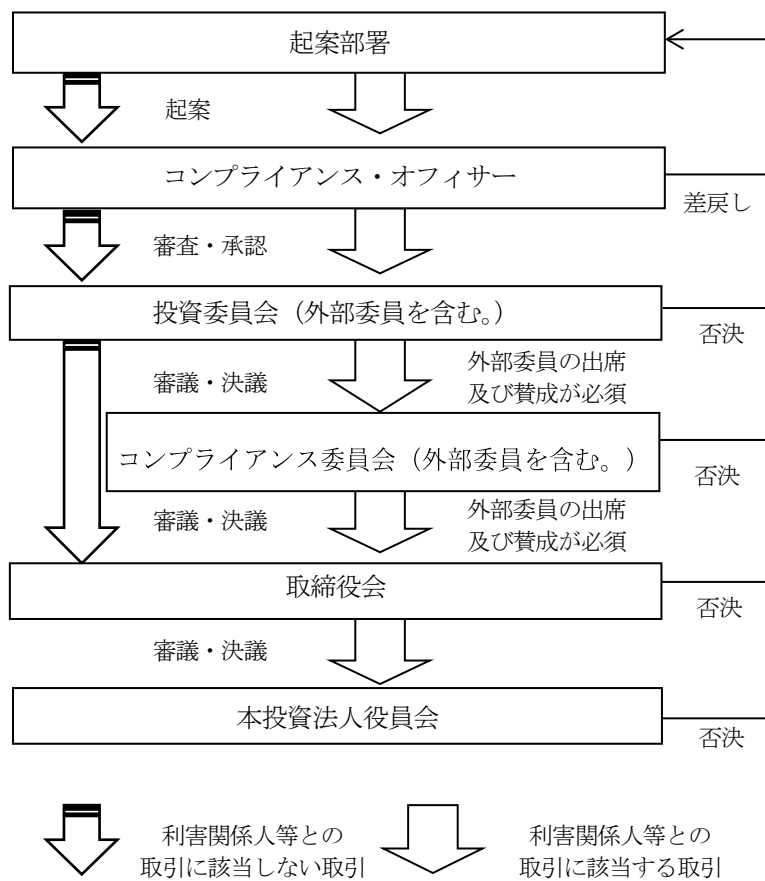 起案部署
起案
コンプライアンス・オフィサー
差戻し
審査・承認
投資委員会（外部委員を含む。）
否決
審議・決議
外部委員の出席
及び賛成が必須
コンプライアンス委員会（外部委員を含む。）
否決
審議・決議
外部委員の出席
及び賛成が必須
取締役会
否決
審議・決議
本投資法人役員会
否決
利害関係人等との
取引に該当しない取引
利害関係人等との
取引に該当する取引